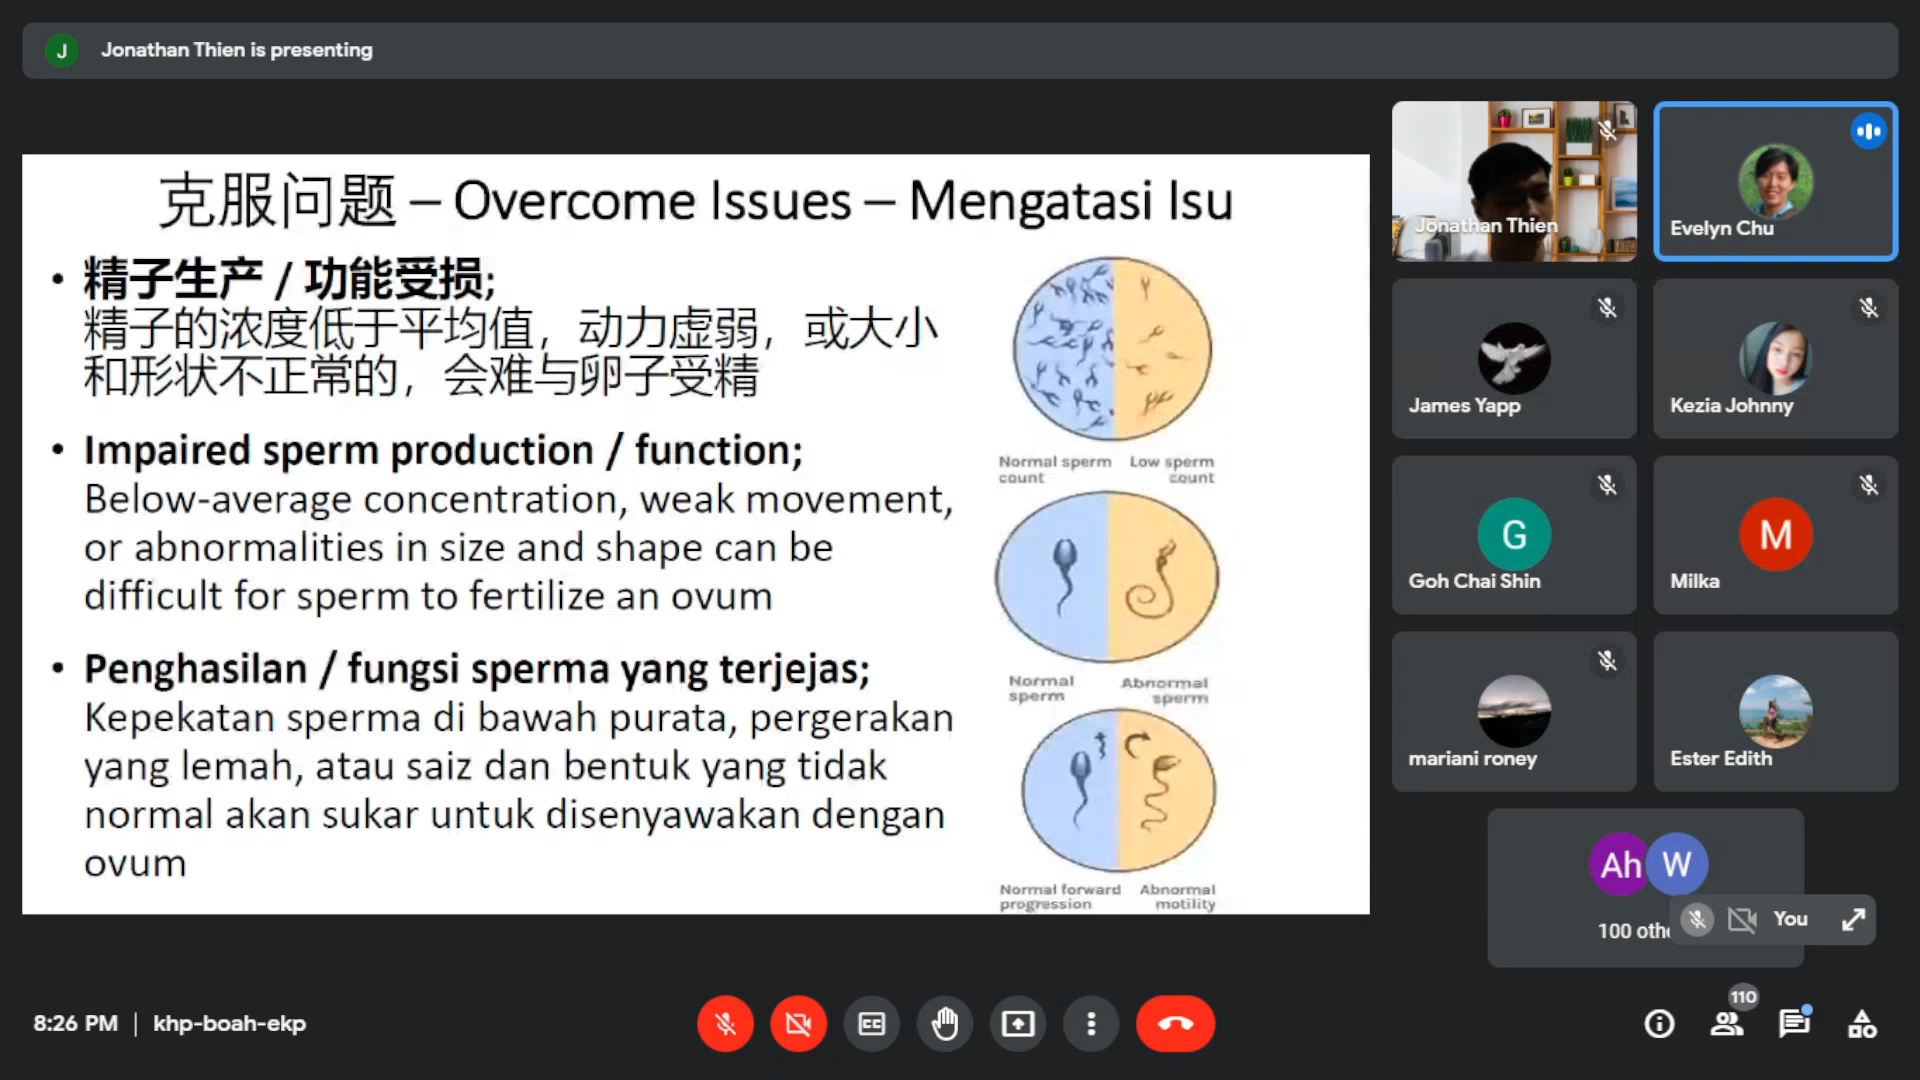 J
Jonathan Thien is presenting
克服问题 – Overcome Issues – Mengatasi Isu
• 精子生产 / 功能受损;
精子的浓度低于平均值，动力虚弱，或大小
和形状不正常的，会难与卵子受精
• Impaired sperm production / function;
Below-average concentration, weak movement,
or abnormalities in size and shape can be
difficult for sperm to fertilize an ovum
• Penghasilan / fungsi sperma yang terjejas;
Kepekatan sperma di bawah purata, pergerakan
yang lemah, atau saiz dan bentuk yang tidak
normal akan sukar untuk disenyawakan dengan
ovum
Normal sperm
count
Low sperm
count
Normal
sperm
Abnormal
sperm
Normal forward
progression
Abnormal
motility
Jonathan Thien
Evelyn Chu
James Yapp
Kezia Johnny
G
Goh Chai Shin
M
Milka
mariani roney
Ester Edith
Ah
W
100 othe
You
8:26 PM | khp-boah-ekp
CC
110